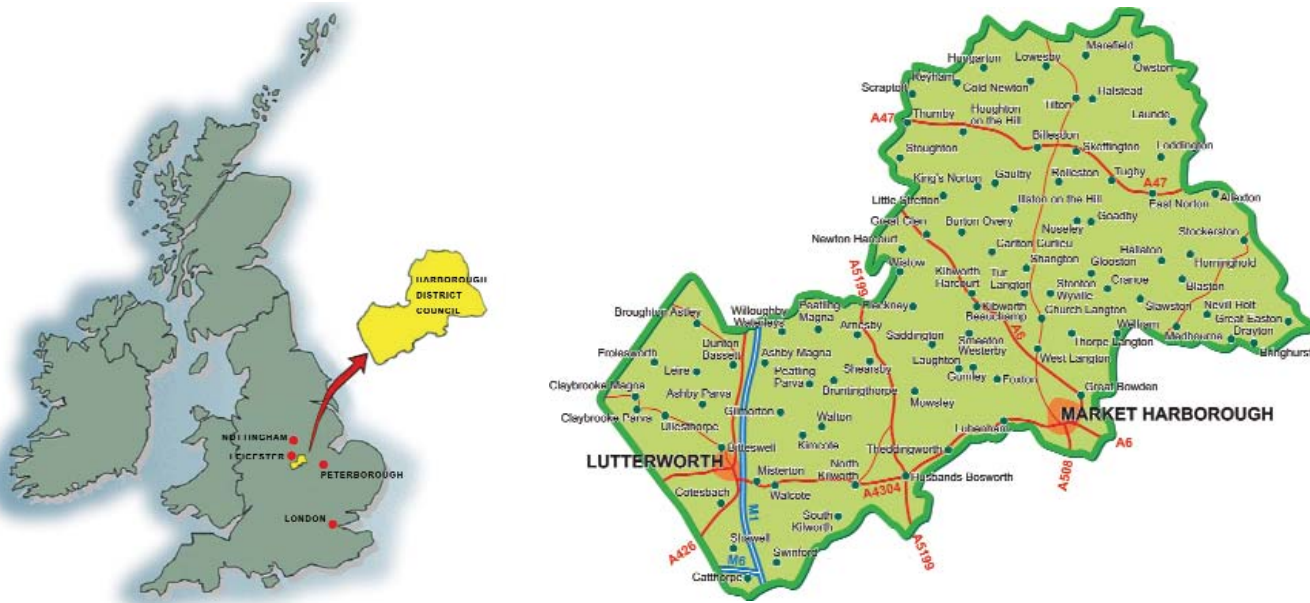 HARBOROUGH
DISTRICT
COUNCIL
NOTTINGHAM
LEICESTER
PETERBOROUGH
LONDON
Hungarton
Lowesby
Marefield
Owston
Keyham
Cold Newton
Scraptoft
Tilton
Halstead
A47
Thurnby
Houghton
on the Hill
Launde
Billesdon
Skeffington
Loddington
Stoughton
King's Norton
Gaulby
Rolleston
Tugby
A47
East Norton
Allexton
Little Stretton
Illston on the Hill
Great Glen
Burton Overy
Noseley
Goadby
Stockerston
Newton Harcourt
Carlton Curlieu
Hallaton
Horninghold
Wistow
Shangton
Glooston
A5199
Kibworth
Harcourt
Tur
Langton
Stonton
Wyville
Cranoe
Blaston
Slawston
Nevill Holt
Great Easton
Fleckney
Kibworth
Beauchamp
Church Langton
A6
Welham
Medbourne
Drayton
Bringhurst
Broughton Astley
Willoughby
Waterleys
Peatling
Magna
Arnesby
Saddington
Smeeton
Westerby
Thorpe Langton
West Langton
Dunton
Bassett
Ashby Magna
Frolesworth
Leire
Peatling
Parva
Shearsby
Laughton
Gumley
Foxton
Great Bowden
Claybrooke Magna
Ashby Parva
Bruntingthorpe
Mowsley
Claybrooke Parva
Ullesthorpe
Gilmorton
Walton
Lubenham
MARKET HARBOROUGH
A6
Kimcote
Bitteswell
Theddingworth
A508
LUTTERWORTH
Misterton
Walcote
North
Kilworth
A4304
Husbands Bosworth
Cotesbach
M1
South
Kilworth
A426
Shawell
M6
Swinford
A5199
Catthorpe